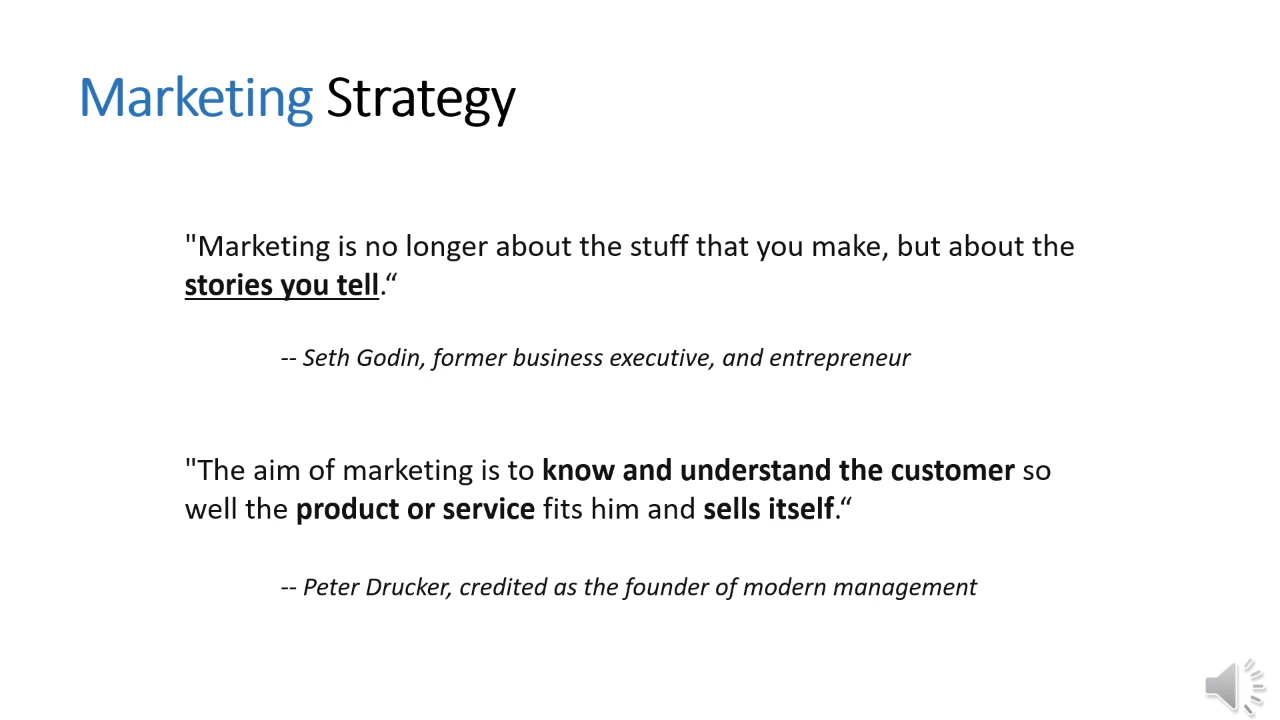 Marketing Strategy
"Marketing is no longer about the stuff that you make, but about the
stories you tell.“
-- Seth Godin, former business executive, and entrepreneur
"The aim of marketing is to know and understand the customer so
well the product or service fits him and sells itself.“
-- Peter Drucker, credited as the founder of modern management